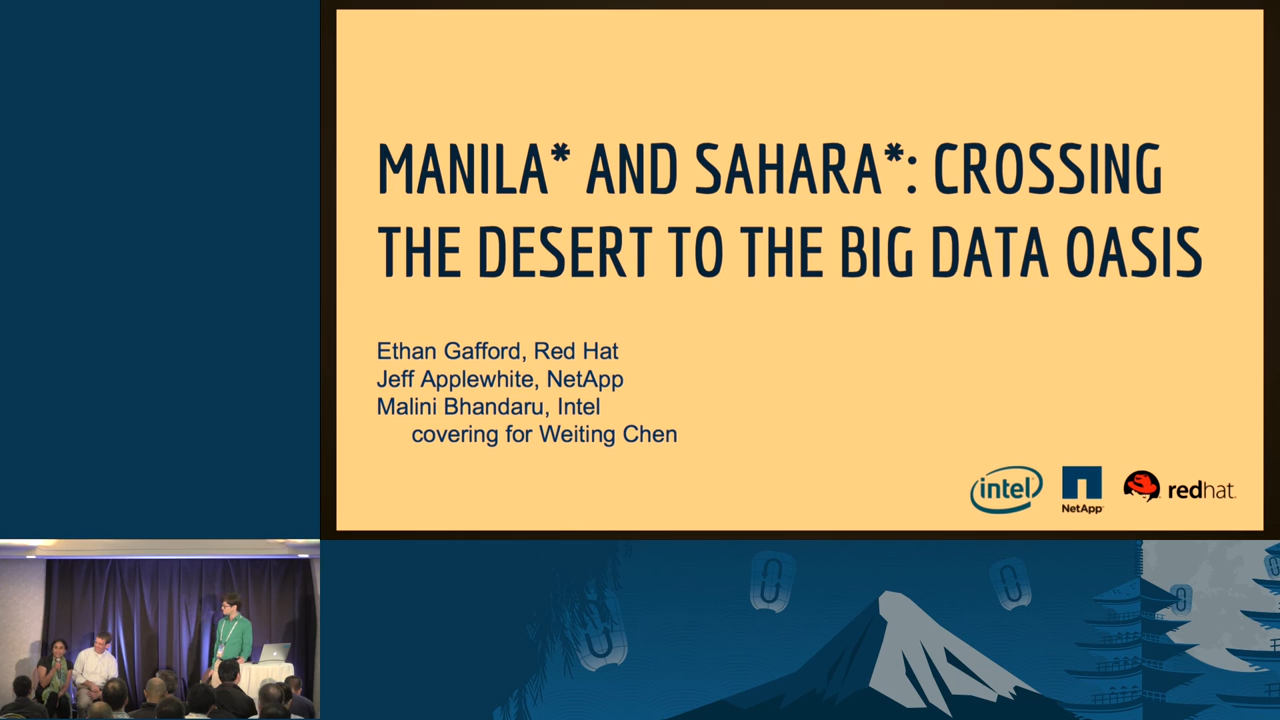 MANILA* AND SAHARA*: CROSSING
THE DESERT TO THE BIG DATA OASIS
Ethan Gafford, Red Hat
Jeff Applewhite, NetApp
Malini Bhandaru, Intel
covering for Weiting Chen
intel
NetApp
redhat